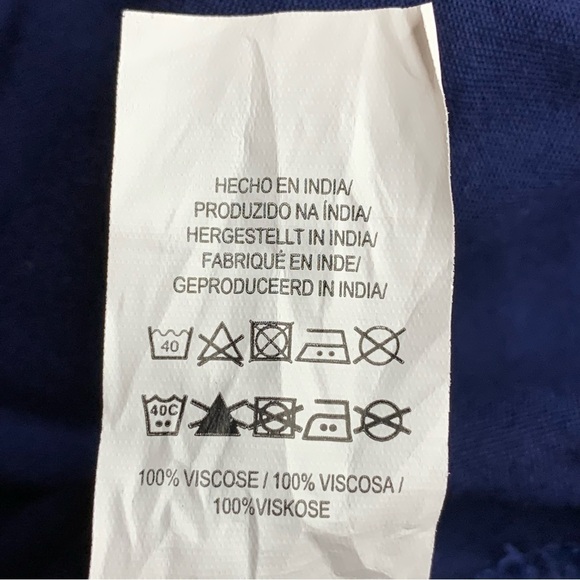 HECHO EN INDIA/
PRODUZIDO NA ÍNDIA/
HERGESTELLT IN INDIA/
FABRIQUÉ EN INDE/
GEPRODUCEERD IN INDIA/
40
40C
100% VISCOSE / 100% VISCOSA /
100%VISKOSE